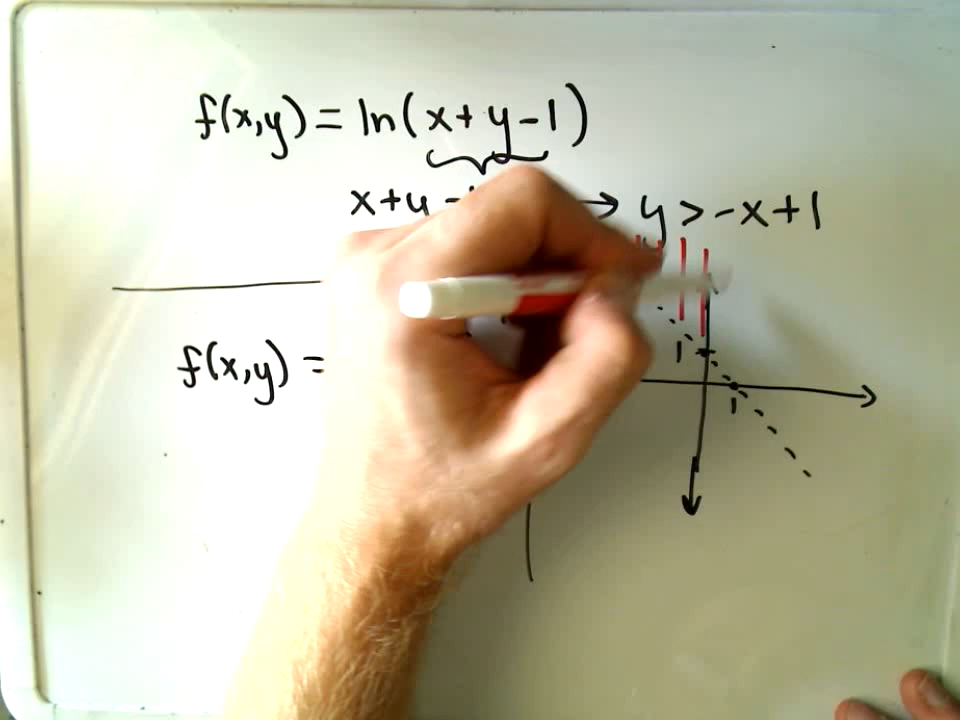 f(x,y) = ln(x+y-1)
x+y - → y > -x+1
f(x,y) =
1
1